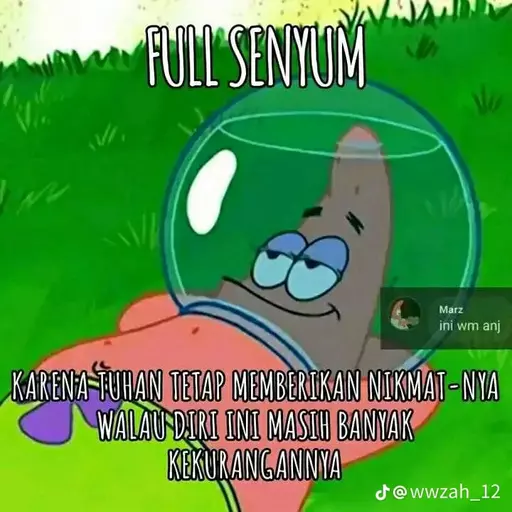 FULL SENYUM
Marz
ini wm anj
KARENA TUHAN TETAP MEMBERIKAN NIKMAT-NYA
WALAU DIRI INI MASIH BANYAK
KEKURANGANNYA
@wwzah_12